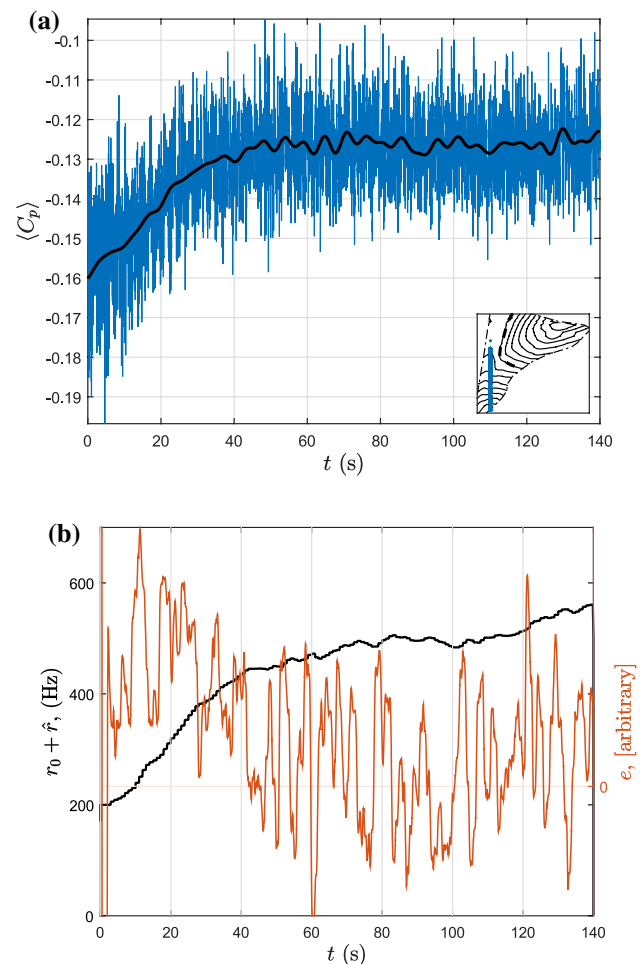 (a)
-0.1
-0.11
-0.12
-0.13
-0.14
-0.15
-0.16
-0.17
-0.18
-0.19
⟨Cp⟩
0 20 40 60 80 100 120 140
t (s)
(b)
600
400
200
0
r₀ + r̂, (Hz)
0
e, [arbitrary]
0 20 40 60 80 100 120 140
t (s)